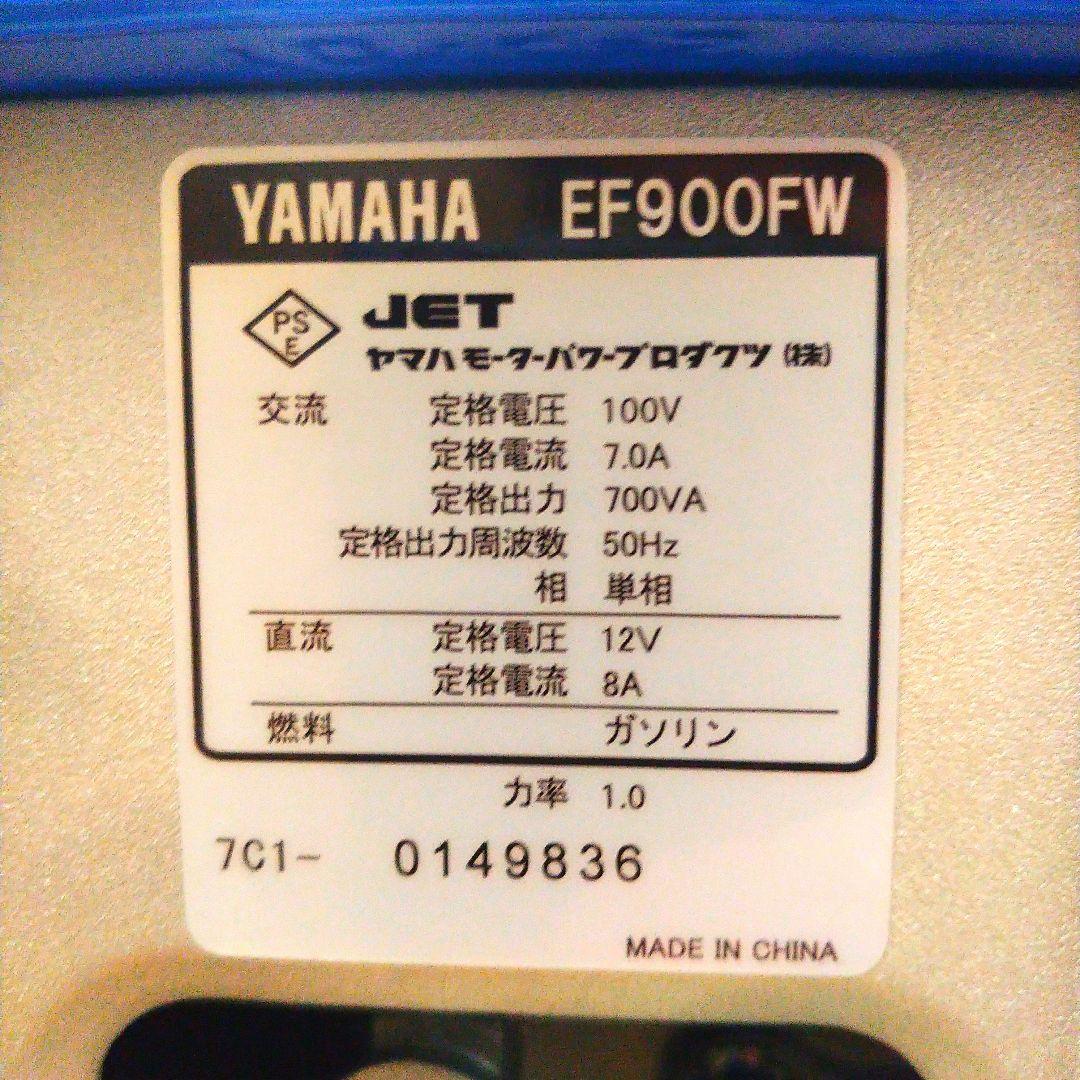 YAMAHA EF900FW
PS
E
JET
ヤマハモーターパワープロダクツ(株)
交流 定格電圧 100V
定格電流 7.0A
定格出力 700VA
定格出力周波数 50Hz
相 単相
直流 定格電圧 12V
定格電流 8A
燃料 ガソリン
力率 1.0
7C1- 0149836
MADE IN CHINA